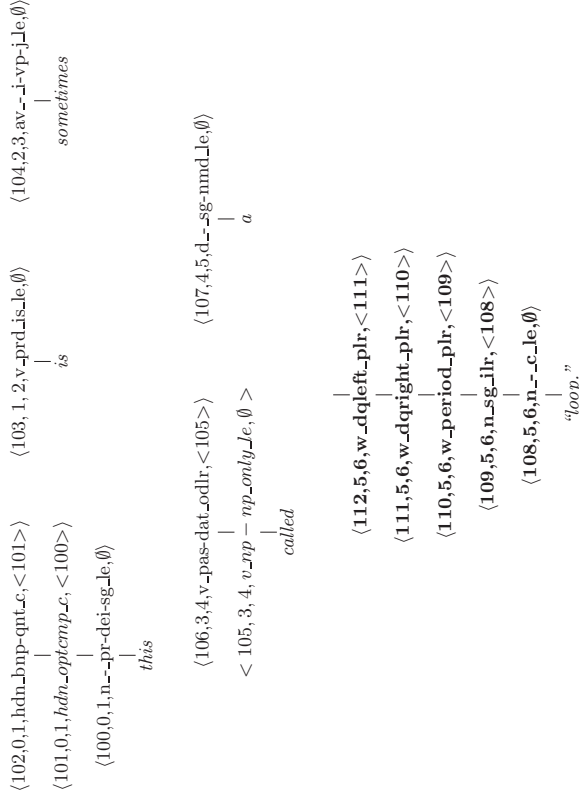 ⟨102,0,1,hdn_bnp-qnt_c,<101>⟩
⟨101,0,1,hdn_optcmp_c,<100>⟩
⟨100,0,1,n_-_pr-dei-sg_le,∅⟩
this
⟨103, 1, 2,v_prd_is_le,∅⟩
is
⟨104,2,3,av_-_i-vp-j_le,∅⟩
sometimes
⟨106,3,4,v_pas-dat_odlr,<105>⟩
< 105, 3, 4, v_np − np_only_le, ∅ >
called
⟨107,4,5,d_-_sg-nmd_le,∅⟩
a
⟨112,5,6,w_dqleft_plr,<111>⟩
⟨111,5,6,w_dqright_plr,<110>⟩
⟨110,5,6,w_period_plr,<109>⟩
⟨109,5,6,n_sg_ilr,<108>⟩
⟨108,5,6,n_-_c_le,∅⟩
“loop.”